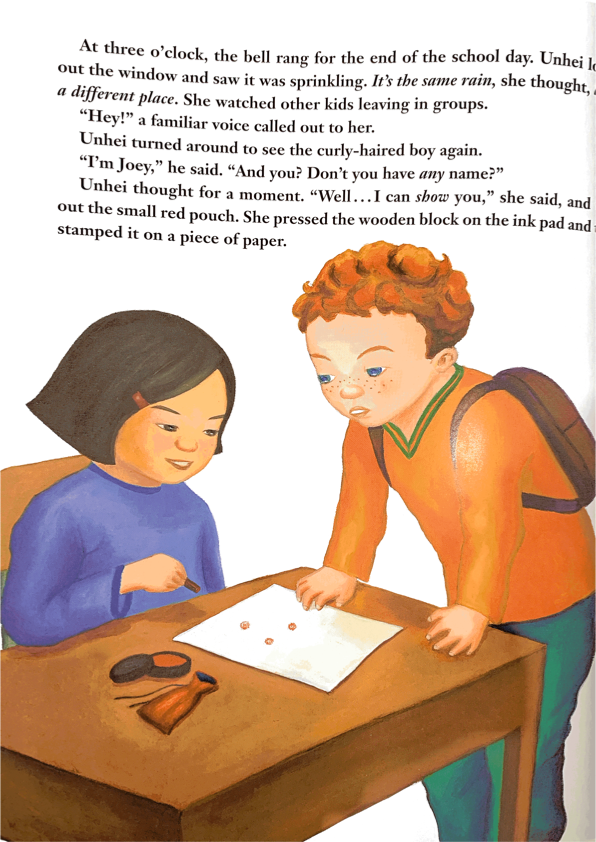 At three o’clock, the bell rang for the end of the school day. Unhei
out the window and saw it was sprinkling. It’s the same rain, she thought,
a different place. She watched other kids leaving in groups.
“Hey!” a familiar voice called out to her.
Unhei turned around to see the curly-haired boy again.
“I’m Joey,” he said. “And you? Don’t you have any name?”
Unhei thought for a moment. “Well . . . I can show you,” she said, and
out the small red pouch. She pressed the wooden block on the ink pad and
stamped it on a piece of paper.